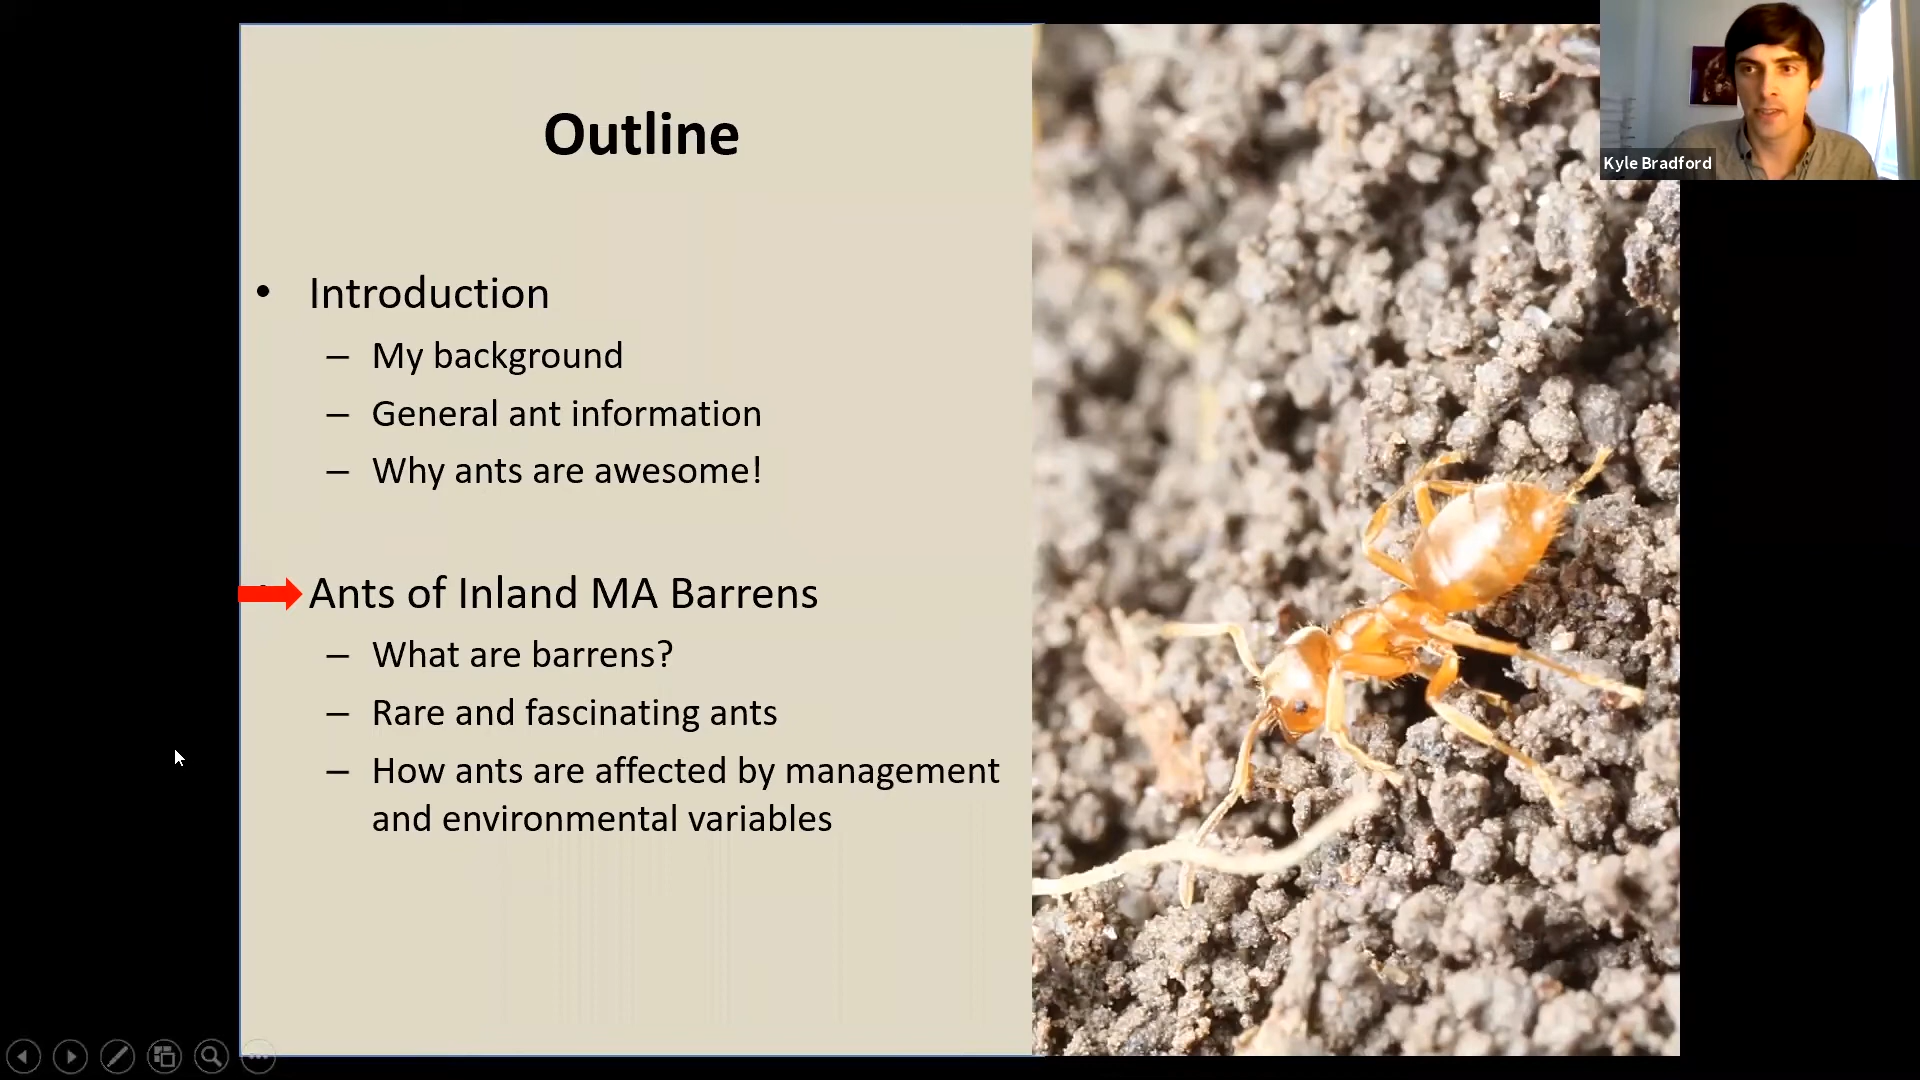 Outline
• Introduction
– My background
– General ant information
– Why ants are awesome!
Ants of Inland MA Barrens
– What are barrens?
– Rare and fascinating ants
– How ants are affected by management
and environmental variables
Kyle Bradford